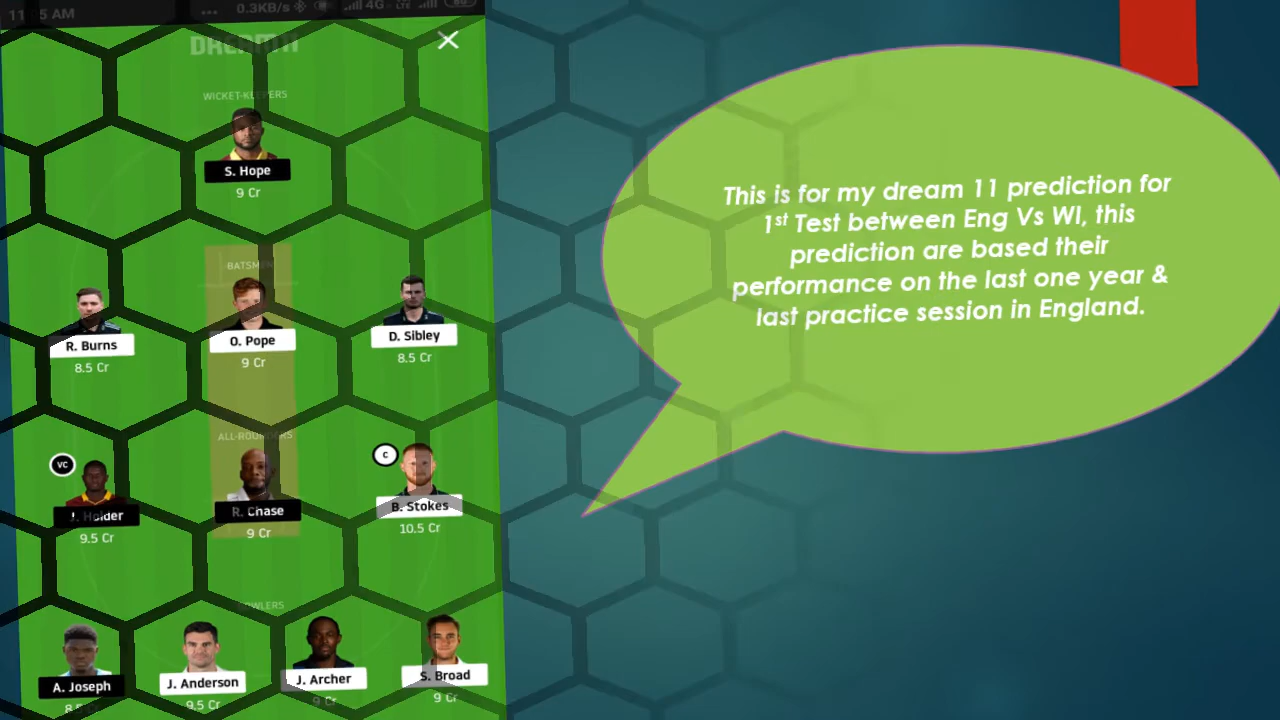 0.3KB/s 4G
DREAM11
WICKET-KEEPERS
S. Hope
9 Cr
BATSMEN
R. Burns
8.5 Cr
O. Pope
9 Cr
D. Sibley
8.5 Cr
ALL-ROUNDERS
VC
J. Holder
9.5 Cr
R. Chase
9 Cr
C
B. Stokes
10.5 Cr
BOWLERS
A. Joseph
J. Anderson
9.5 Cr
J. Archer
9 Cr
S. Broad
9 Cr
This is for my dream 11 prediction for
1st Test between Eng Vs WI, this
prediction are based their
performance on the last one year &
last practice session in England.